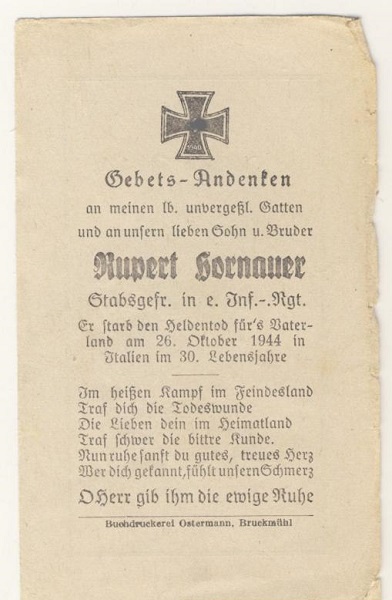 Gebets-Andenken
an meinen lb. unvergeßl. Gatten
und an unsern lieben Sohn u. Bruder
Rupert Hornauer
Stabsgefr. in e. Inf.-.Rgt.
Er starb den Heldentod für's Vater-
land am 26. Oktober 1944 in
Italien im 30. Lebensjahre
Im heißen Kampf im Feindesland
Traf dich die Todeswunde
Die Lieben dein im Heimatland
Traf schwer die bittre Kunde.
Nun ruhe sanft du gutes, treues Herz
Wer dich gekannt, fühlt unsern Schmerz
O Herr gib ihm die ewige Ruhe
Buchdruckerei Ostermann, Bruckmühl